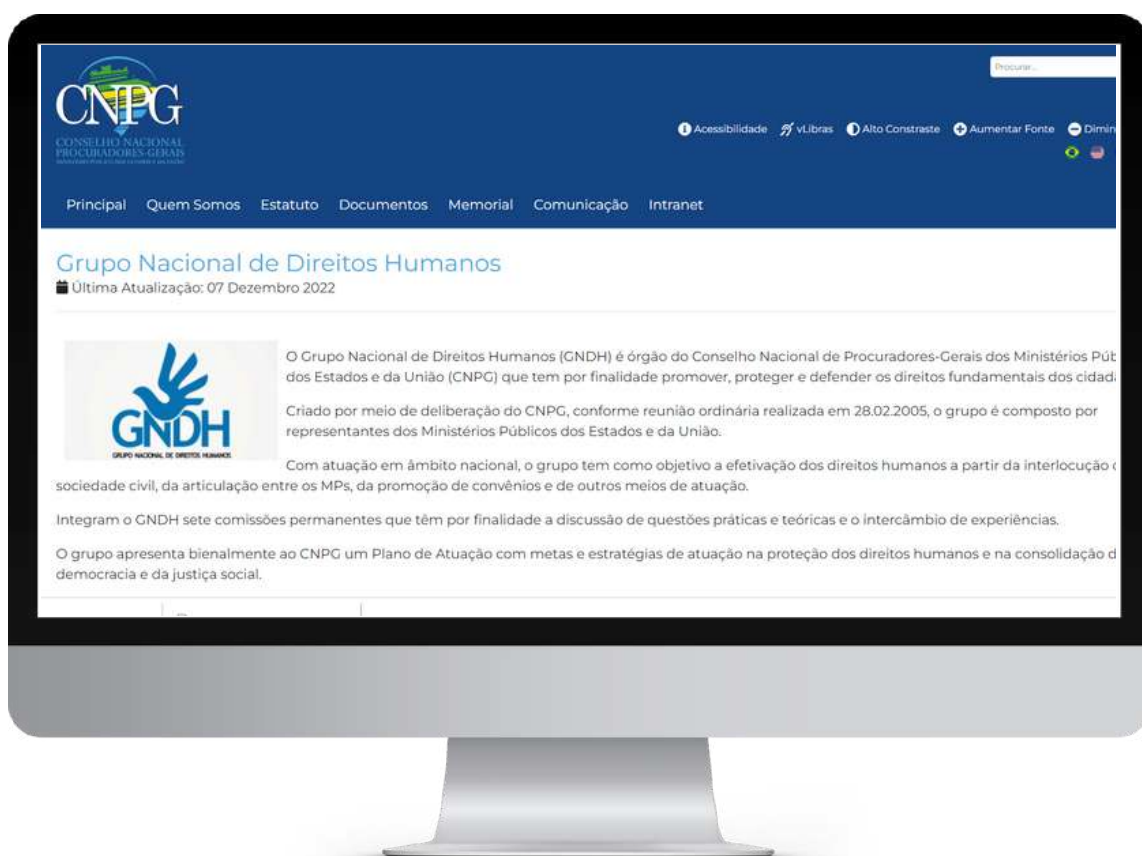 CNPG
CONSELHO NACIONAL
PROCURADORES-GERAIS
Procurar...
Acessibilidade vLibras Alto Constraste Aumentar Fonte Dimin
Principal Quem Somos Estatuto Documentos Memorial Comunicação Intranet
Grupo Nacional de Direitos Humanos
Última Atualização: 07 Dezembro 2022
GNDH
GRUPO NACIONAL DE DIREITOS HUMANOS
O Grupo Nacional de Direitos Humanos (GNDH) é órgão do Conselho Nacional de Procuradores-Gerais dos Ministérios Púb
dos Estados e da União (CNPG) que tem por finalidade promover, proteger e defender os direitos fundamentais dos cidad
Criado por meio de deliberação do CNPG, conforme reunião ordinária realizada em 28.02.2005, o grupo é composto por
representantes dos Ministérios Públicos dos Estados e da União.
Com atuação em âmbito nacional, o grupo tem como objetivo a efetivação dos direitos humanos a partir da interlocução
sociedade civil, da articulação entre os MPs, da promoção de convênios e de outros meios de atuação.
Integram o GNDH sete comissões permanentes que têm por finalidade a discussão de questões práticas e teóricas e o intercâmbio de experiências.
O grupo apresenta bienalmente ao CNPG um Plano de Atuação com metas e estratégias de atuação na proteção dos direitos humanos e na consolidação d
democracia e da justiça social.